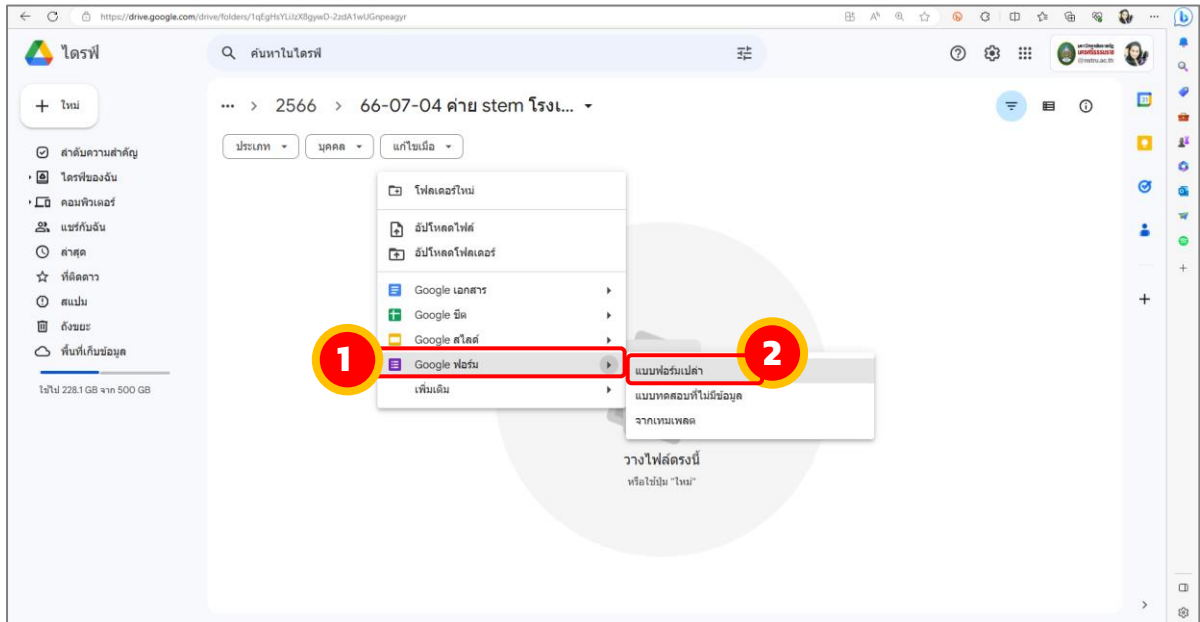 https://drive.google.com/drive/folders/1qEgHsYLiJzX8gywD-2zdA1wUGnpeagyr
ไดรฟ์
ค้นหาในไดรฟ์
@nstru.ac.th
ใหม่
2566 > 66-07-04 ค่าย stem โรงเ...
ประเภท
บุคคล
แก้ไขเมื่อ
ลำดับความสำคัญ
ไดรฟ์ของฉัน
คอมพิวเตอร์
แชร์กับฉัน
ล่าสุด
ที่ติดดาว
สแปม
ถังขยะ
พื้นที่เก็บข้อมูล
ใช้ไป 228.1 GB จาก 500 GB
โฟลเดอร์ใหม่
อัปโหลดไฟล์
อัปโหลดโฟลเดอร์
Google เอกสาร
Google ชีต
Google สไลด์
1
Google ฟอร์ม
เพิ่มเติม
2
แบบฟอร์มเปล่า
แบบทดสอบที่ไม่มีข้อมูล
จากเทมเพลต
วางไฟล์ตรงนี้
หรือใช้ปุ่ม "ใหม่"
31